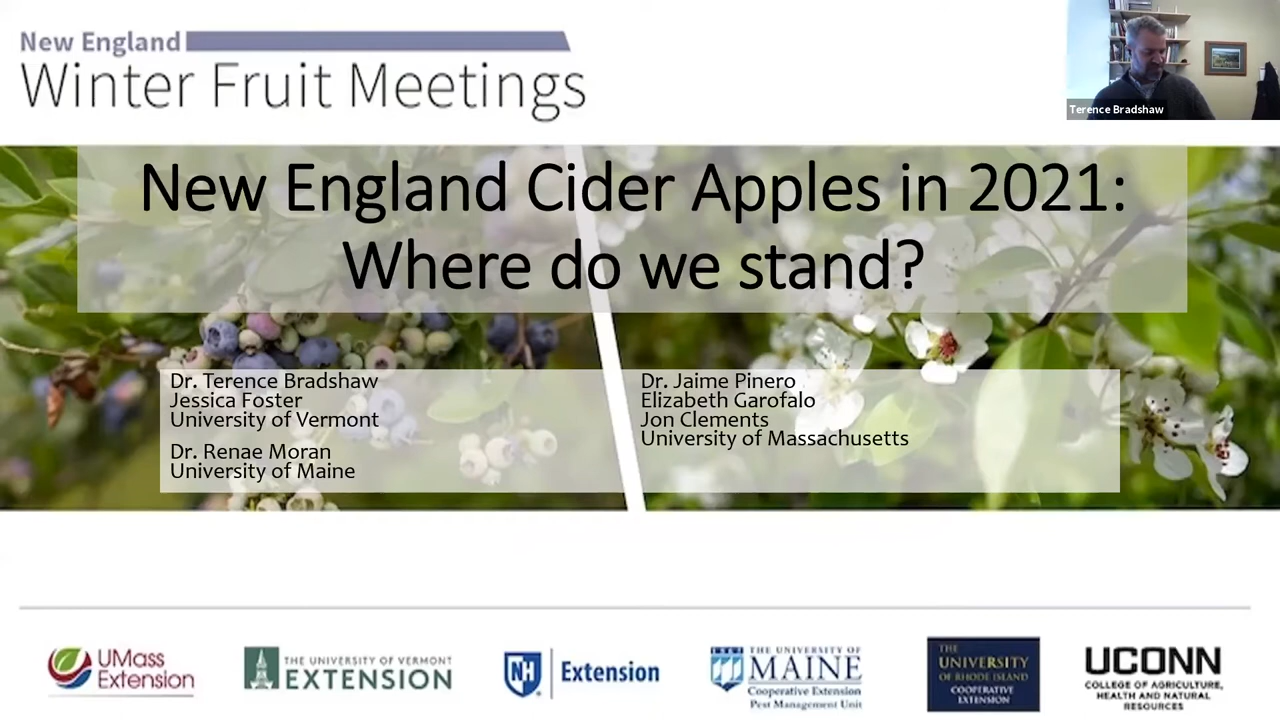 New England
Winter Fruit Meetings
Terence Bradshaw
New England Cider Apples in 2021:
Where do we stand?
Dr. Terence Bradshaw
Jessica Foster
University of Vermont
Dr. Renae Moran
University of Maine
Dr. Jaime Pinero
Elizabeth Garofalo
Jon Clements
University of Massachusetts
UMass
Extension
THE UNIVERSITY OF VERMONT
EXTENSION
NH
Extension
THE UNIVERSITY OF
MAINE
Cooperative Extension
Pest Management Unit
THE
UNIVERSITY
OF RHODE ISLAND
COOPERATIVE
EXTENSION
UCONN
COLLEGE OF AGRICULTURE,
HEALTH AND NATURAL
RESOURCES